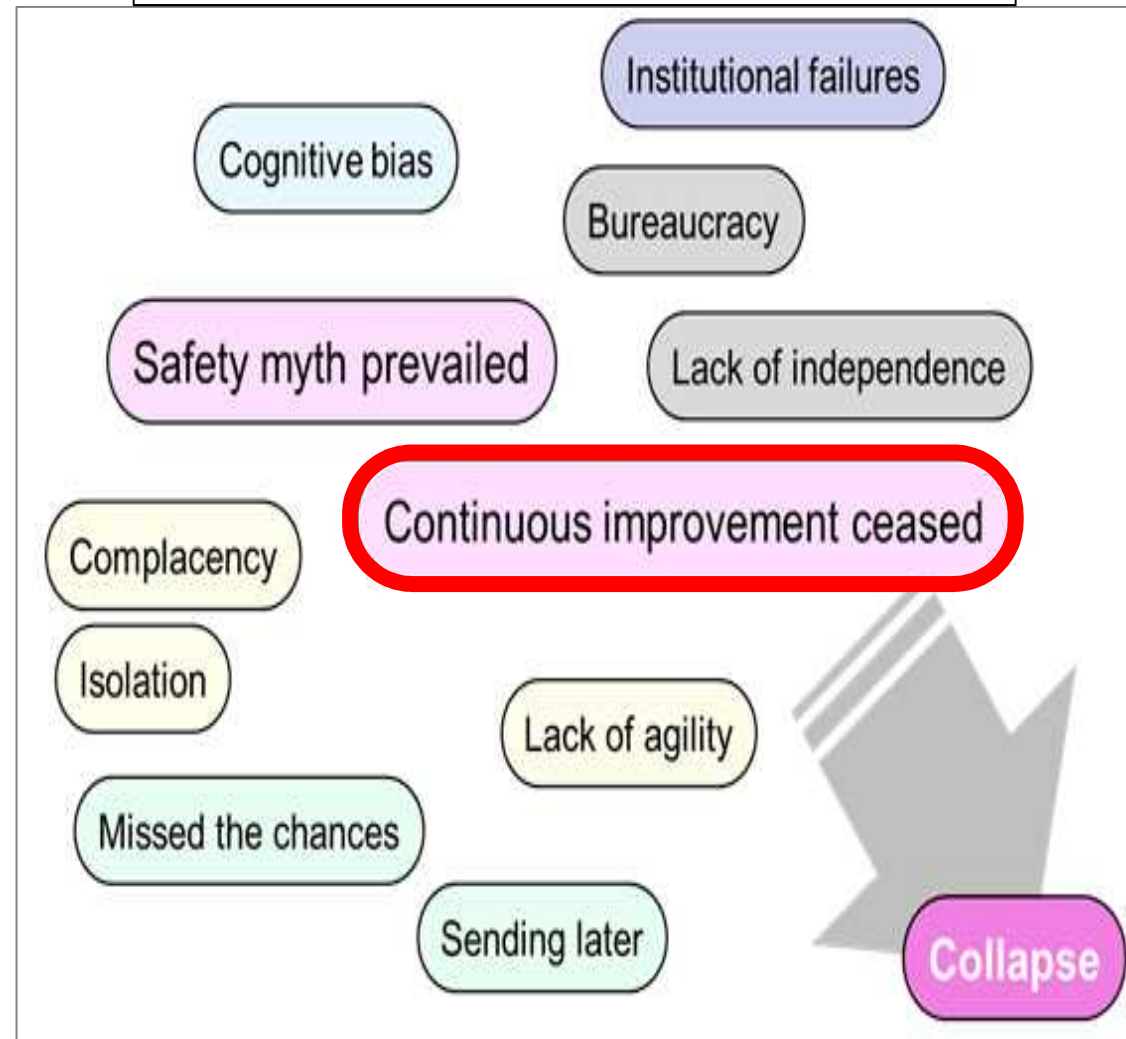 Institutional failures
Cognitive bias
Bureaucracy
Safety myth prevailed
Lack of independence
Continuous improvement ceased
Complacency
Isolation
Lack of agility
Missed the chances
Sending later
Collapse